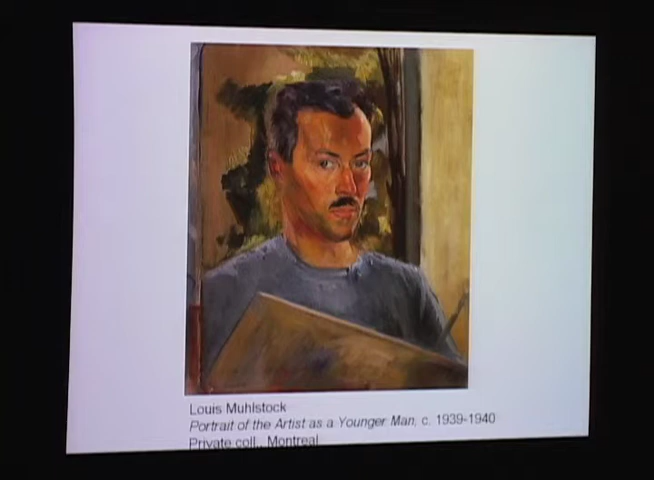 Louis Muhlstock
Portrait of the Artist as a Younger Man, c. 1939-1940
Private coll., Montreal